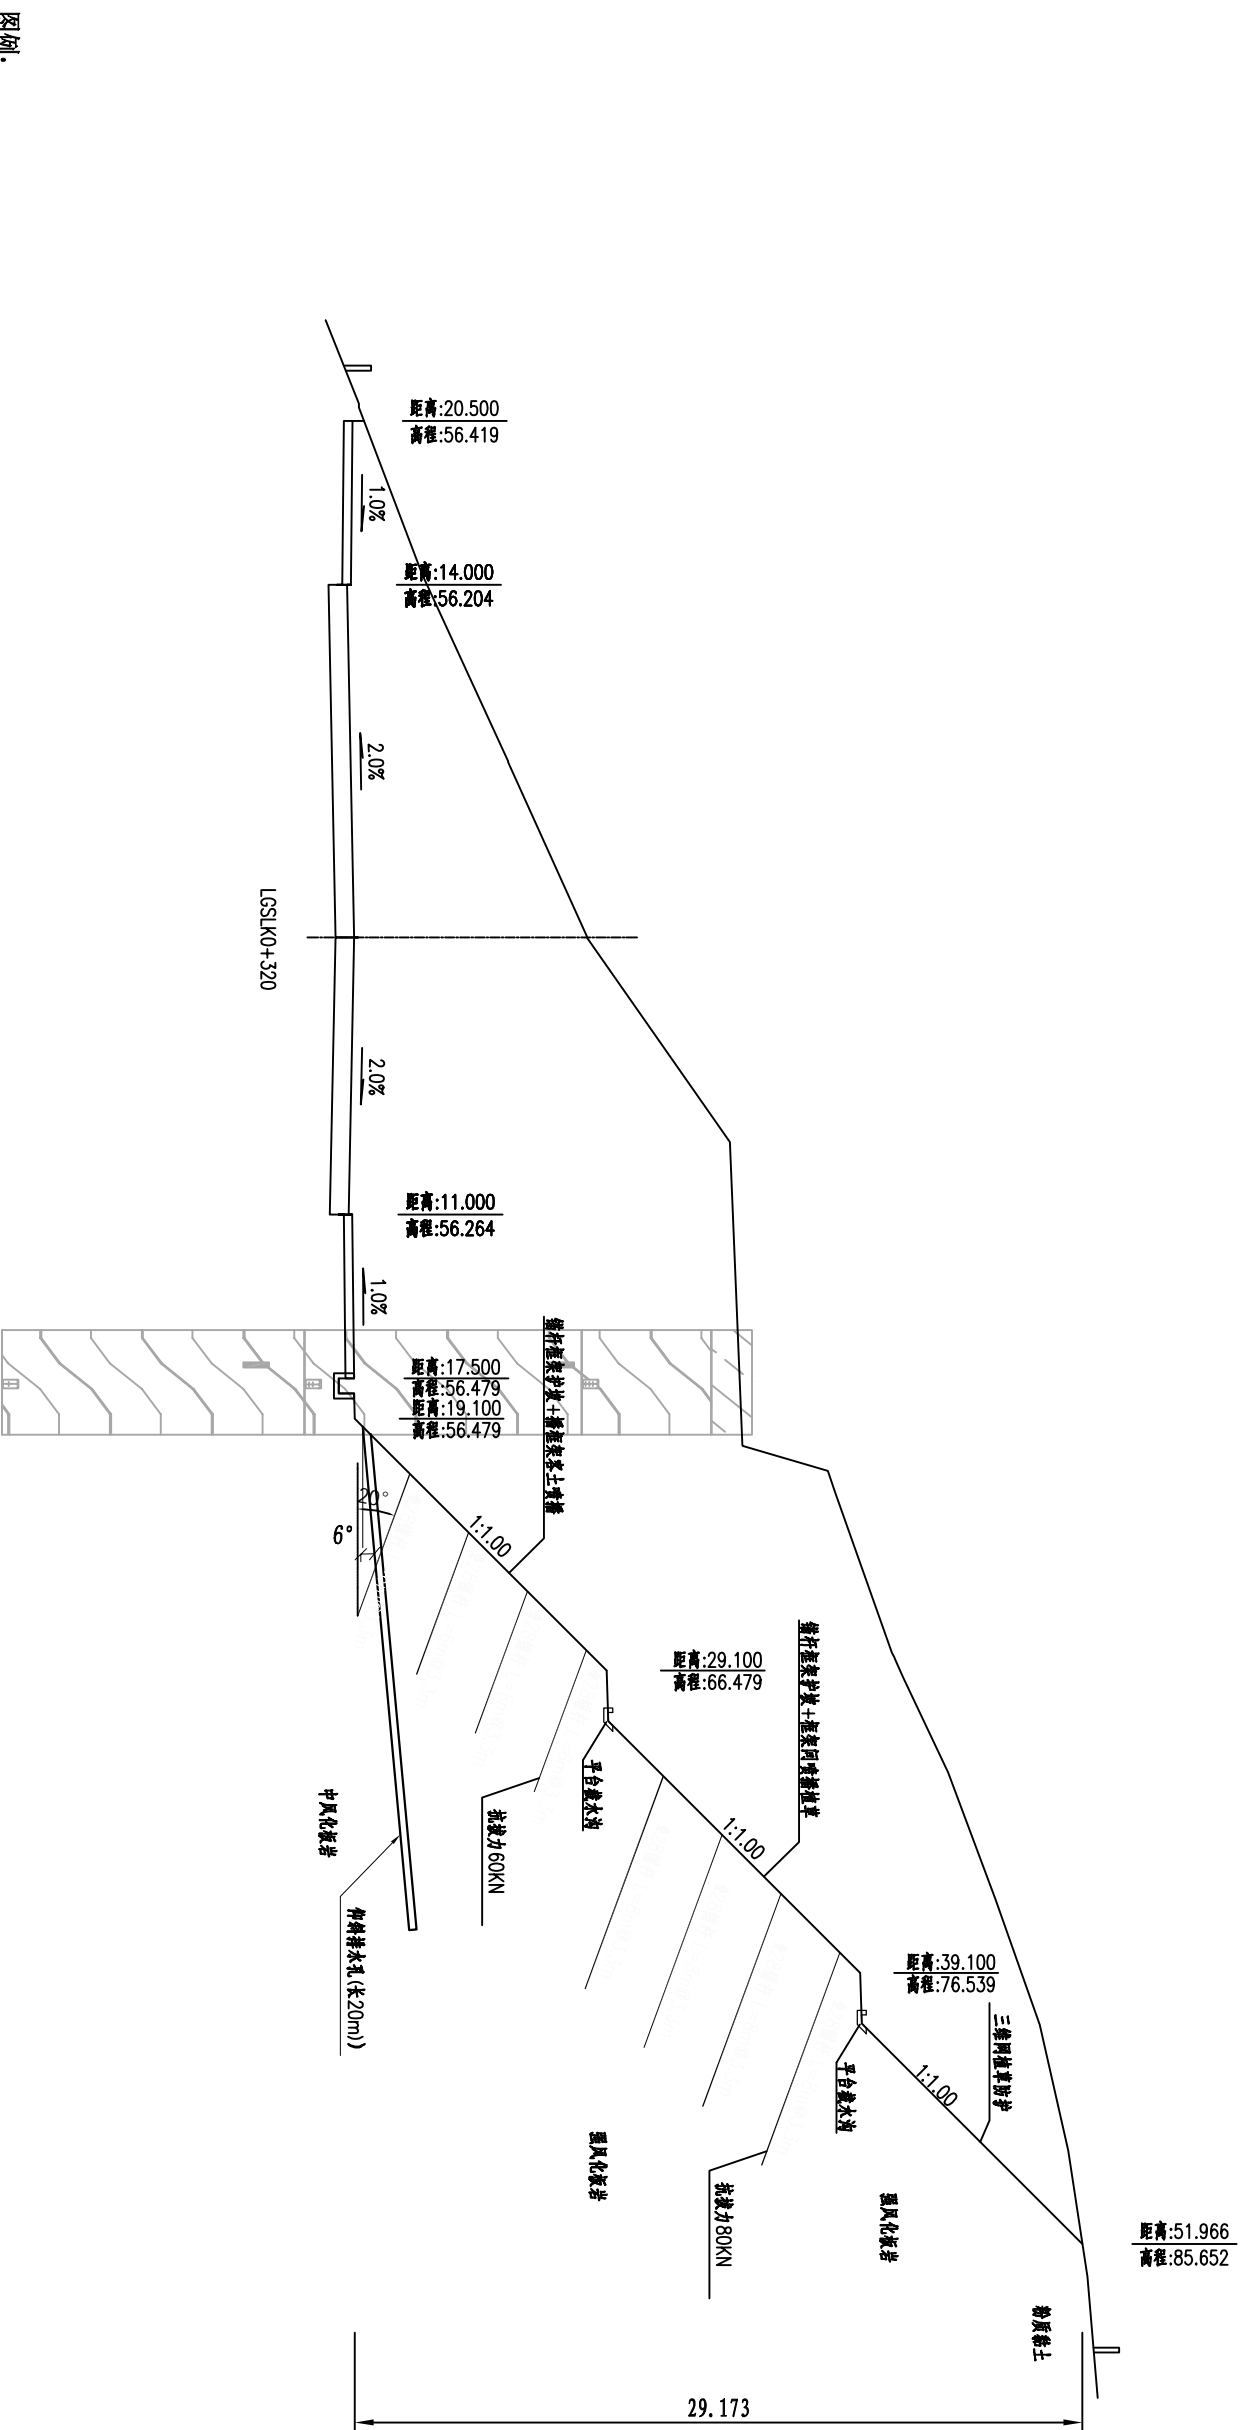 图例:
距离:20.500
高程:56.419
1.0%
距离:14.000
高程:56.204
2.0%
LGSLK0+320
2.0%
距离:11.000
高程:56.264
1.0%
距离:17.500
高程:56.479
距离:19.100
高程:56.479
锚杆框架护坡+播框架客土喷播
20°
6°
1:1.00
距离:29.100
高程:66.479
锚杆框架护坡+框架间喷播植草
平台截水沟
抗拔力60KN
中风化板岩
仰斜排水孔(长20m))
1:1.00
距离:39.100
高程:76.539
三维网植草防护
平台截水沟
1:1.00
强风化板岩
抗拔力80KN
强风化板岩
距离:51.966
高程:85.652
粉质黏土
29.173